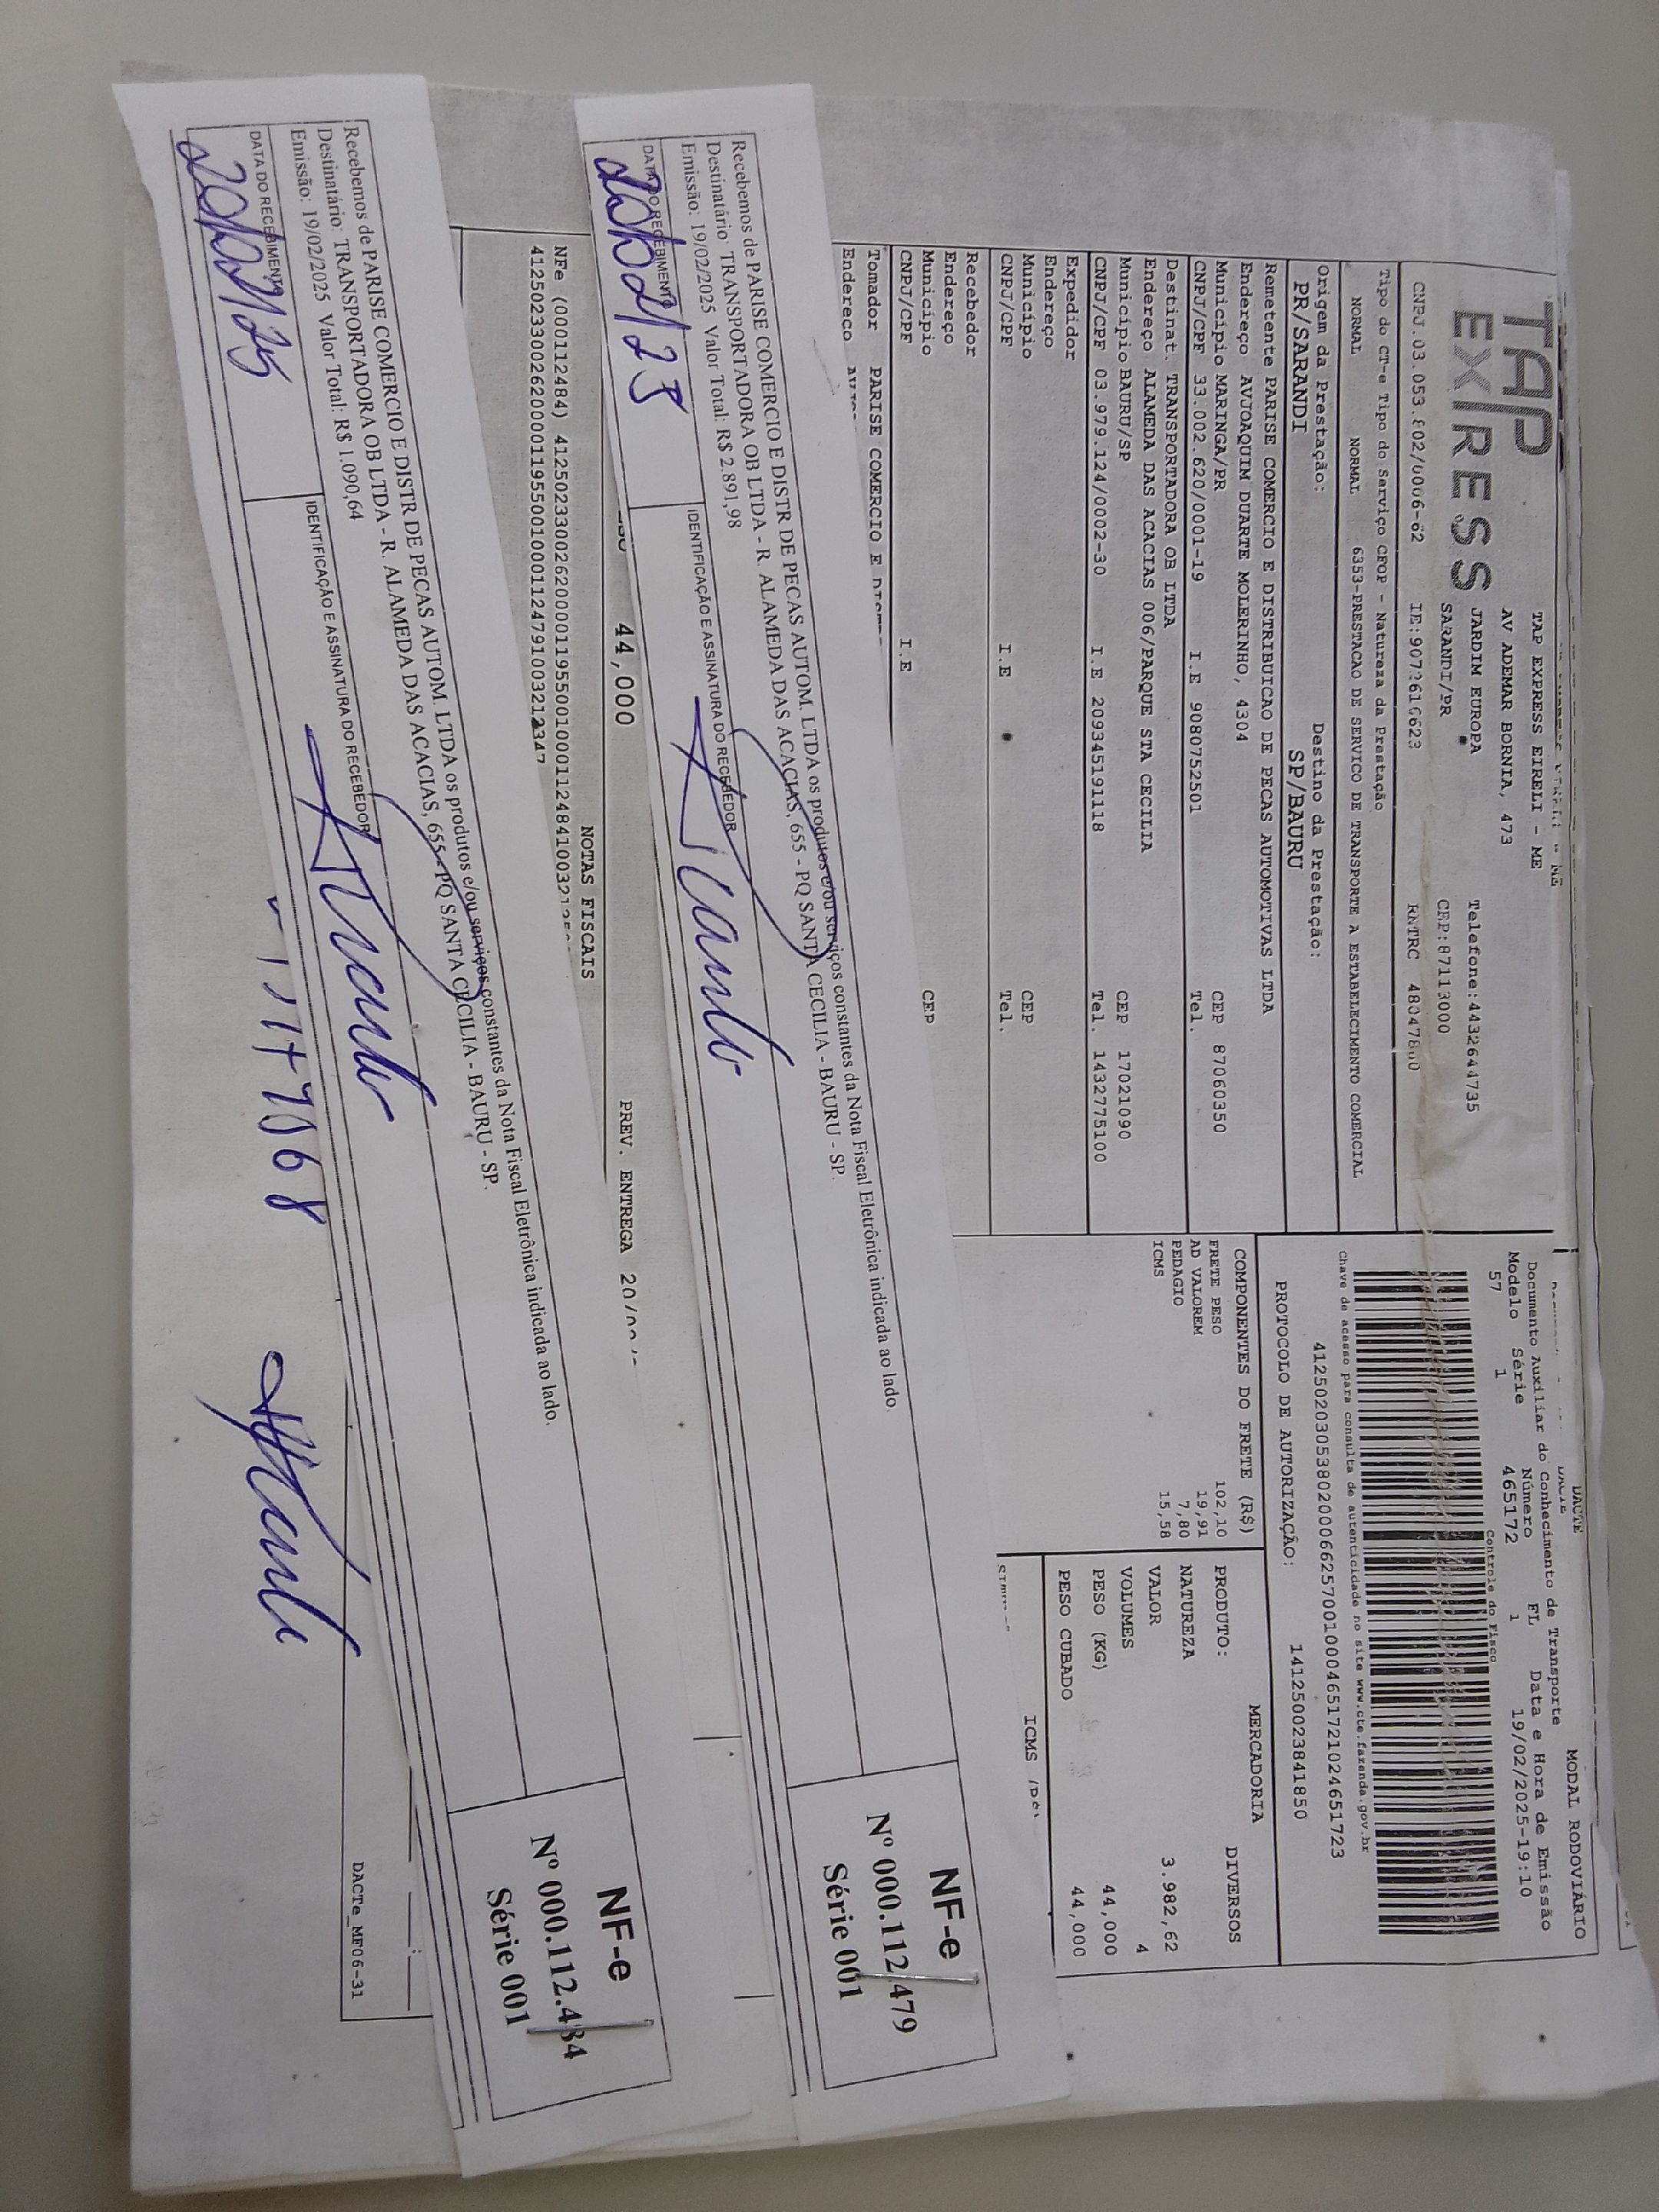 TAP EXPRESS
TAP EXPRESS EIRELI - ME
AV ADEMAR BORNIA, 473
JARDIM EUROPA
Telefone:4432644735
SARANDI/PR
CEP:87113000
IE:9072610623
RNTRC
Tipo do CT-e Tipo do Serviço CFOP - Natureza da Prestação
NORMAL NORMAL 6353-PRESTACAO DE SERVICO DE TRANSPORTE A ESTABELECIMENTO COMERCIAL
Origem da Prestação: Destino da Prestação:
PR/SARANDI SP/BAURU
Remetente PARISE COMERCIO E DISTRIBUICAO DE PECAS AUTOMOTIVAS LTDA
Endereço AVJOAQUIM DUARTE MOLERINHO, 4304
Município MARINGA/PR CEP 87060350
CNPJ/CPF 33.002.620/0001-19 I.E 9080752501 Tel.
Destinat. TRANSPORTADORA OB LTDA
Endereço ALAMEDA DAS ACACIAS 006/PARQUE STA CECILIA
Município BAURU/SP CEP 17021090
CNPJ/CPF 03.979.124/0002-30 I.E 209345191118 Tel. 1432775100
Expedidor
Endereço
Município CEP
CNPJ/CPF I.E Tel.
Recebedor
Endereço
Município CEP
CNPJ/CPF I.E
Tomador PARISE COMERCIO E
Endereco
DACTE
MODAL RODOVIÁRIO
Documento Auxiliar do Conhecimento de Transporte
Modelo Série Número FL Data e Hora de Emissão
57 1 465172 1 19/02/2025-19:10
Controle do Fisco
Chave de acesso para consulta de autenticidade no site www.cte.fazenda.gov.br
41250203053802000662570010004651721024651723
PROTOCOLO DE AUTORIZAÇÃO: 141250023841850
COMPONENTES DO FRETE (R$)
FRETE PESO 102,10
AD VALOREM 19,91
PEDAGIO 7,80
ICMS 15,58
MERCADORIA
PRODUTO: DIVERSOS
NATUREZA
VALOR 3.982,62
VOLUMES 4
PESO (KG) 44,000
PESO CUBADO 44,000
ICMS
Recebemos de PARISE COMERCIO E DISTR DE PECAS AUTOM. LTDA os produtos e/ou serviços constantes da Nota Fiscal Eletrônica indicada ao lado.
Destinatário: TRANSPORTADORA OB LTDA - R. ALAMEDA DAS ACACIAS, 655 - PQ SANTA CECILIA - BAURU - SP.
Emissão: 19/02/2025 Valor Total: R$ 2.891,98
DATA DO RECEBIMENTO IDENTIFICAÇÃO E ASSINATURA DO RECEBEDOR
NF-e
Nº 000.112.479
Série 001
44,000 PREV. ENTREGA
NOTAS FISCAIS
NFe (000112484)
Recebemos de PARISE COMERCIO E DISTR DE PECAS AUTOM. LTDA os produtos e/ou serviços constantes da Nota Fiscal Eletrônica indicada ao lado.
Destinatário: TRANSPORTADORA OB LTDA - R. ALAMEDA DAS ACACIAS, 655 - PQ SANTA CECILIA - BAURU - SP.
Emissão: 19/02/2025 Valor Total: R$ 1.090,64
DATA DO RECEBIMENTO IDENTIFICAÇÃO E ASSINATURA DO RECEBEDOR
20/02/25
NF-e
Nº 000.112.484
Série 001
DACTe_MF06-31